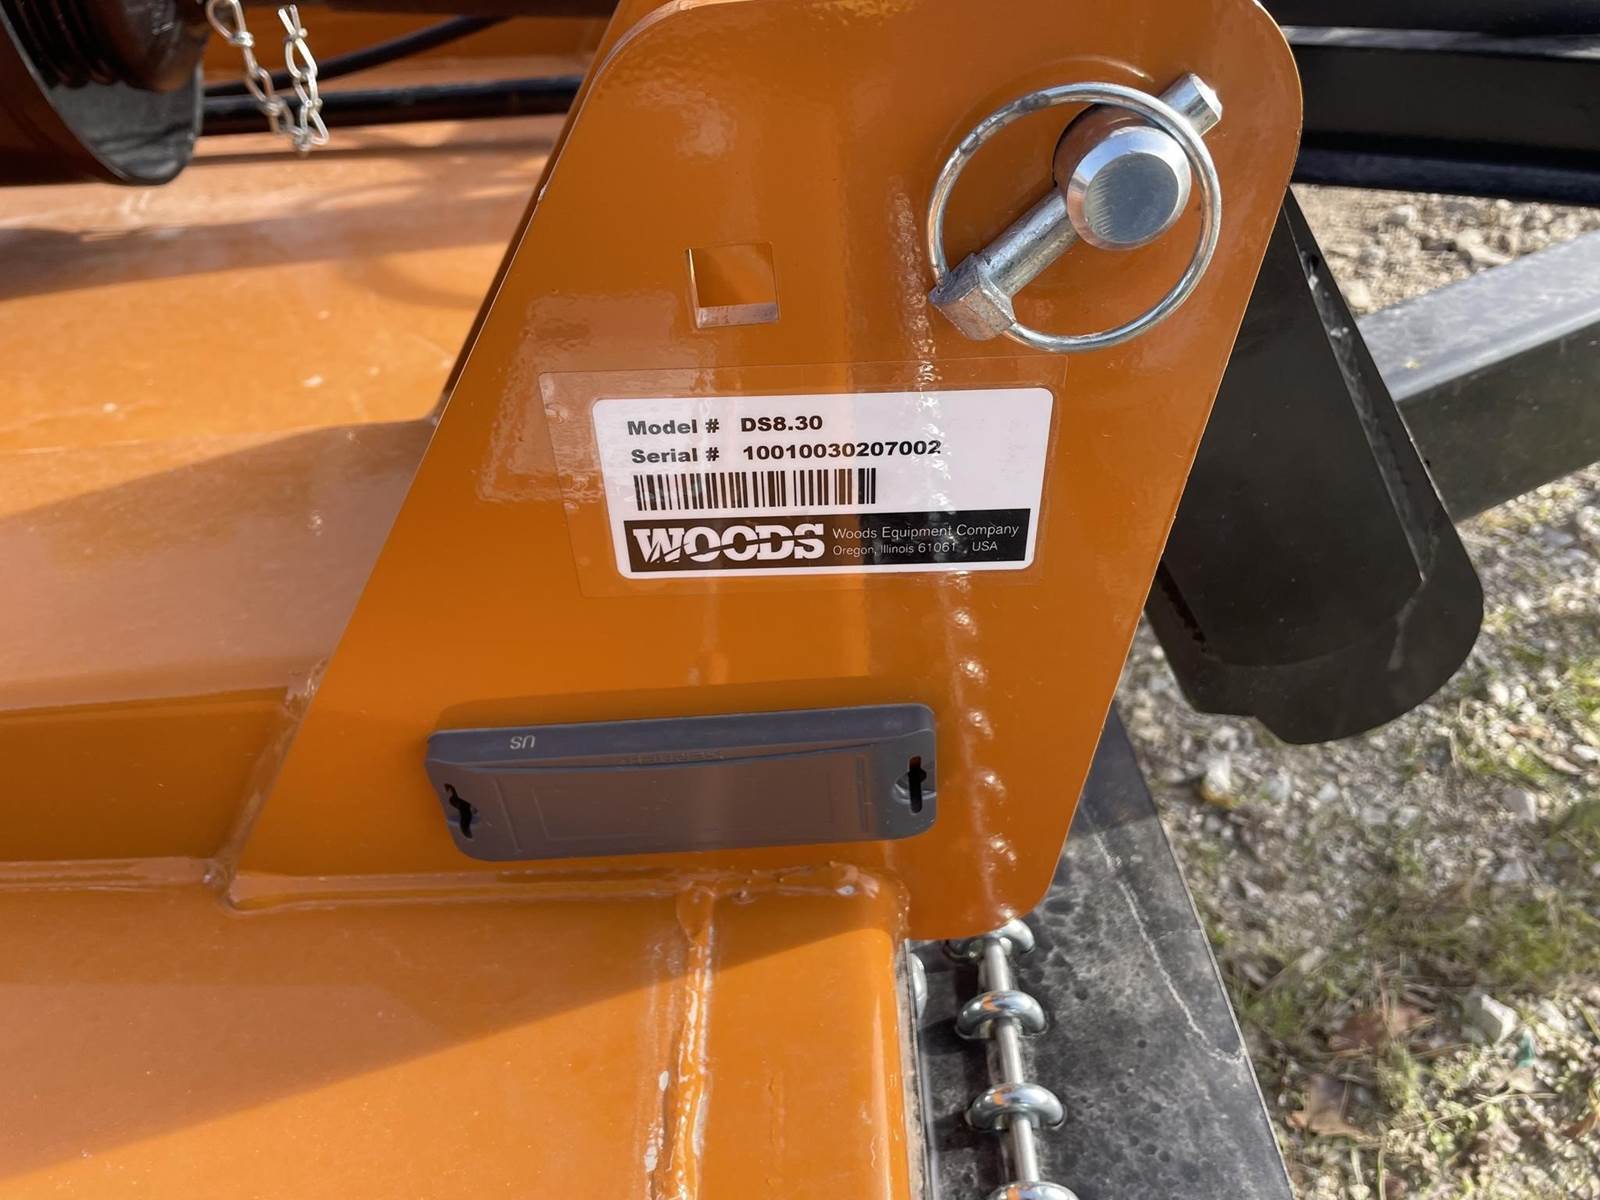 Model # DS8.30
Serial # 10010030207002
WOODS
Woods Equipment Company
Oregon, Illinois 61061 . USA
US